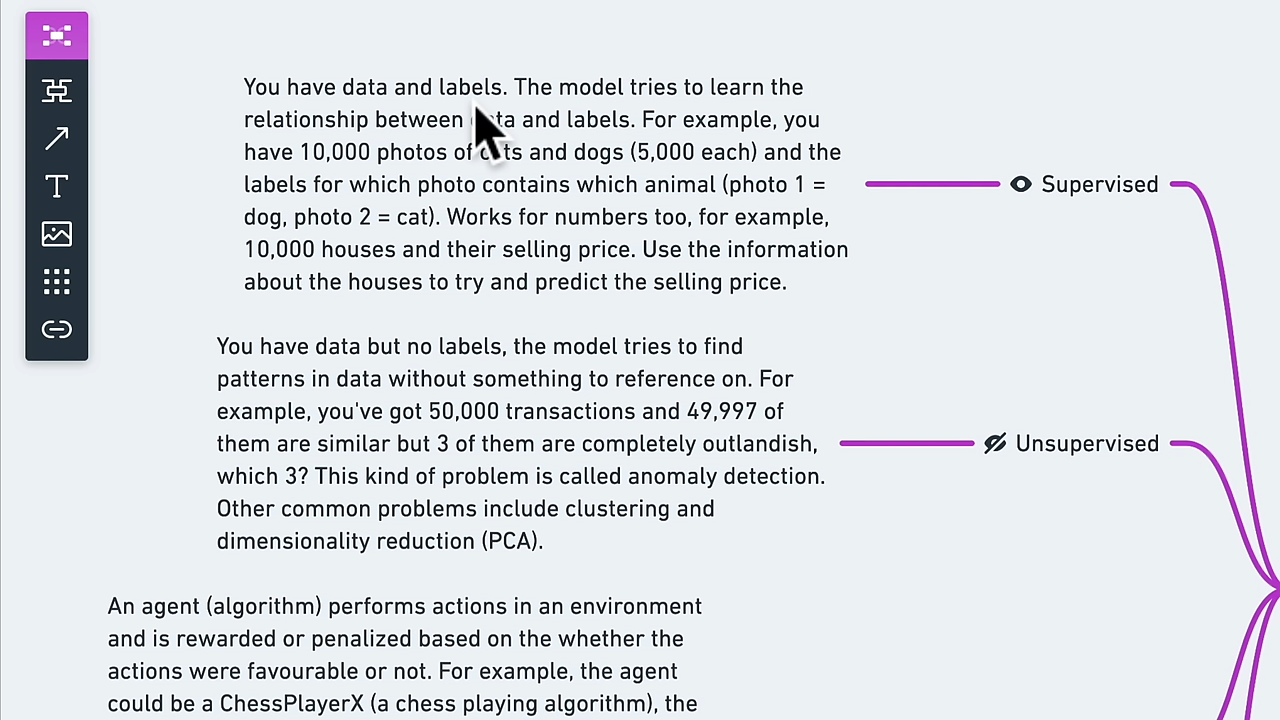 You have data and labels. The model tries to learn the
relationship between data and labels. For example, you
have 10,000 photos of cats and dogs (5,000 each) and the
labels for which photo contains which animal (photo 1 =
dog, photo 2 = cat). Works for numbers too, for example,
10,000 houses and their selling price. Use the information
about the houses to try and predict the selling price.
Supervised
You have data but no labels, the model tries to find
patterns in data without something to reference on. For
example, you've got 50,000 transactions and 49,997 of
them are similar but 3 of them are completely outlandish,
which 3? This kind of problem is called anomaly detection.
Other common problems include clustering and
dimensionality reduction (PCA).
Unsupervised
An agent (algorithm) performs actions in an environment
and is rewarded or penalized based on the whether the
actions were favourable or not. For example, the agent
could be a ChessPlayerX (a chess playing algorithm), the